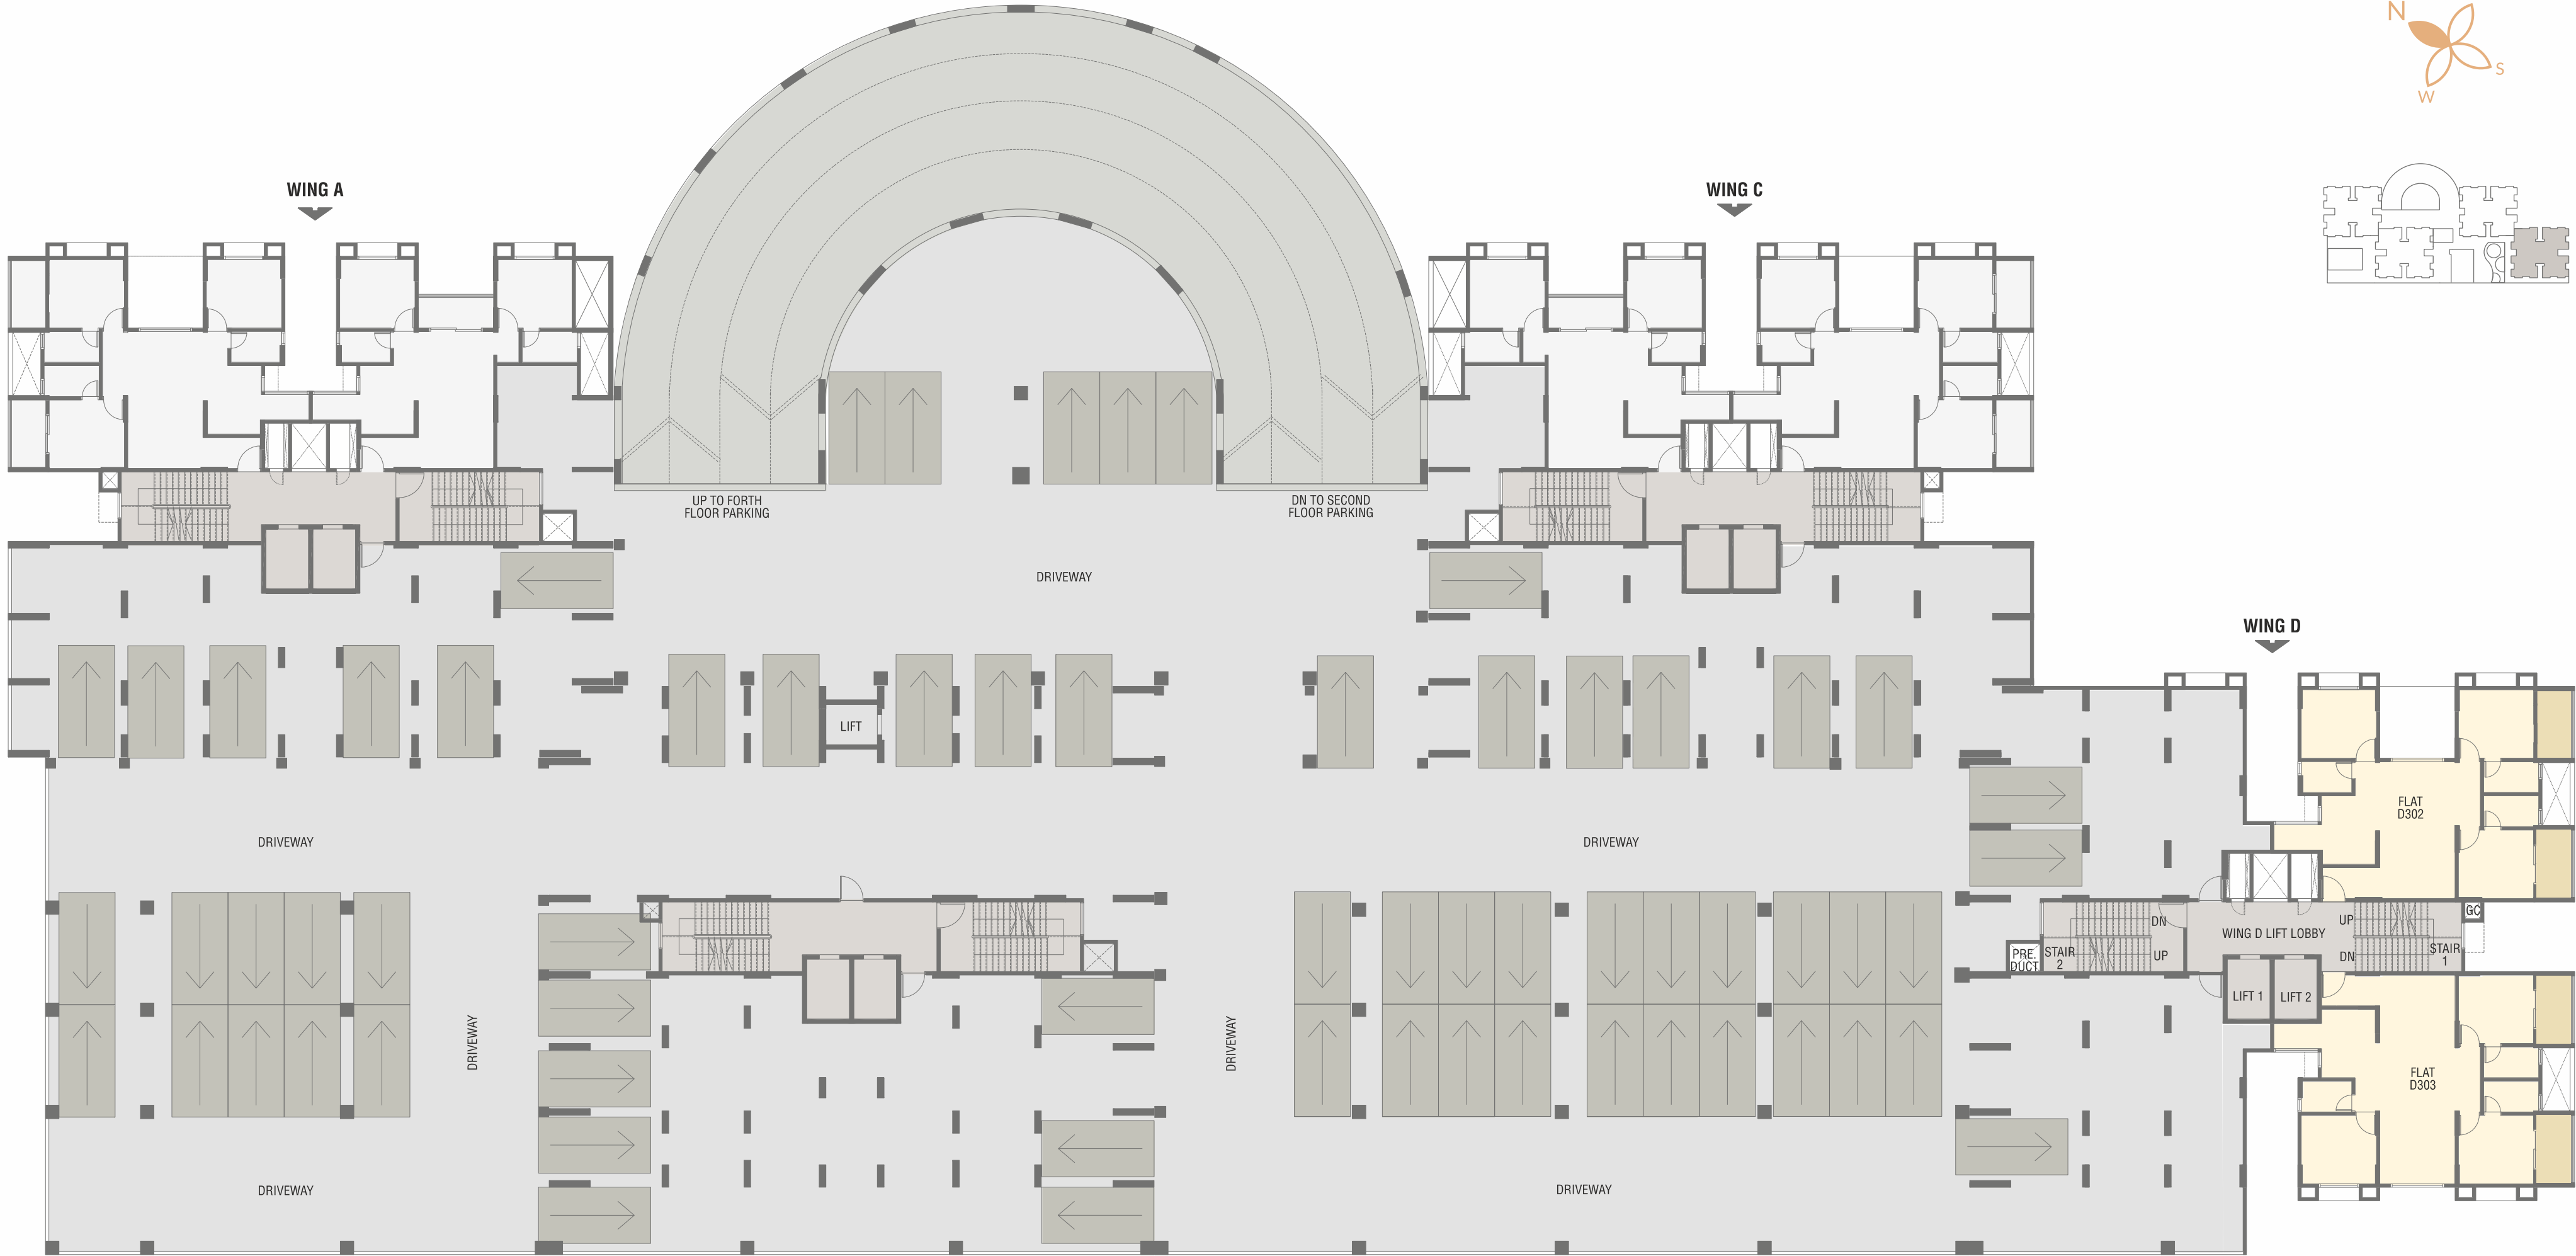 N
S
W
WING A
WING C
UP TO FORTH
FLOOR PARKING
DN TO SECOND
FLOOR PARKING
DRIVEWAY
WING D
LIFT
DRIVEWAY
DRIVEWAY
FLAT
D302
DN
UP
GC
WING D LIFT LOBBY
PRE.
DUCT
STAIR
2
UP
DN
STAIR
1
LIFT 1
LIFT 2
DRIVEWAY
DRIVEWAY
FLAT
D303
DRIVEWAY
DRIVEWAY